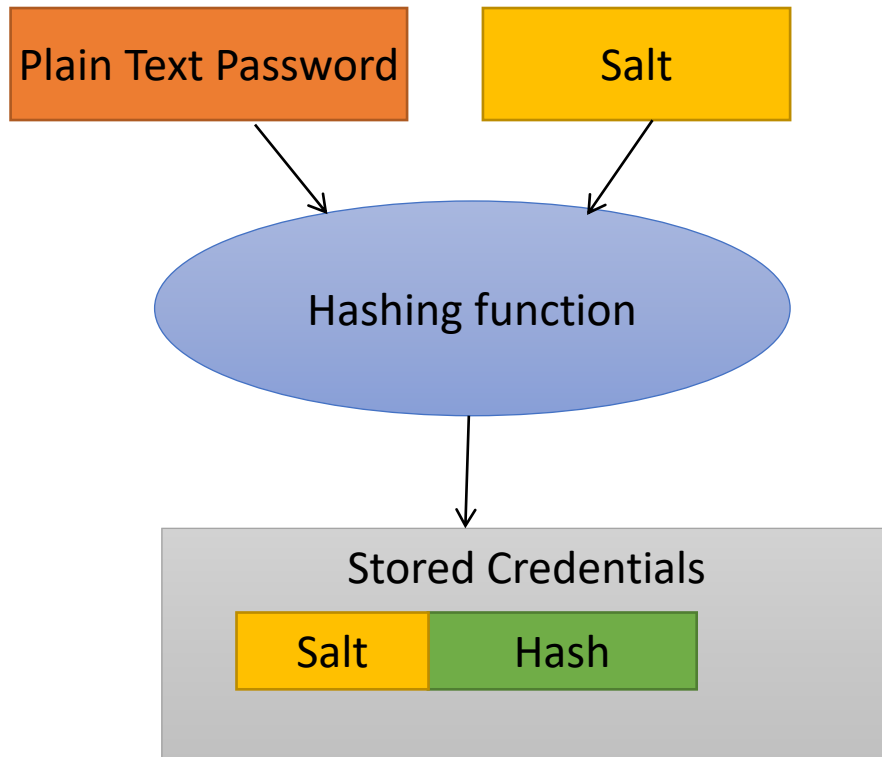 Plain Text Password
Salt
Hashing function
Stored Credentials
Salt
Hash